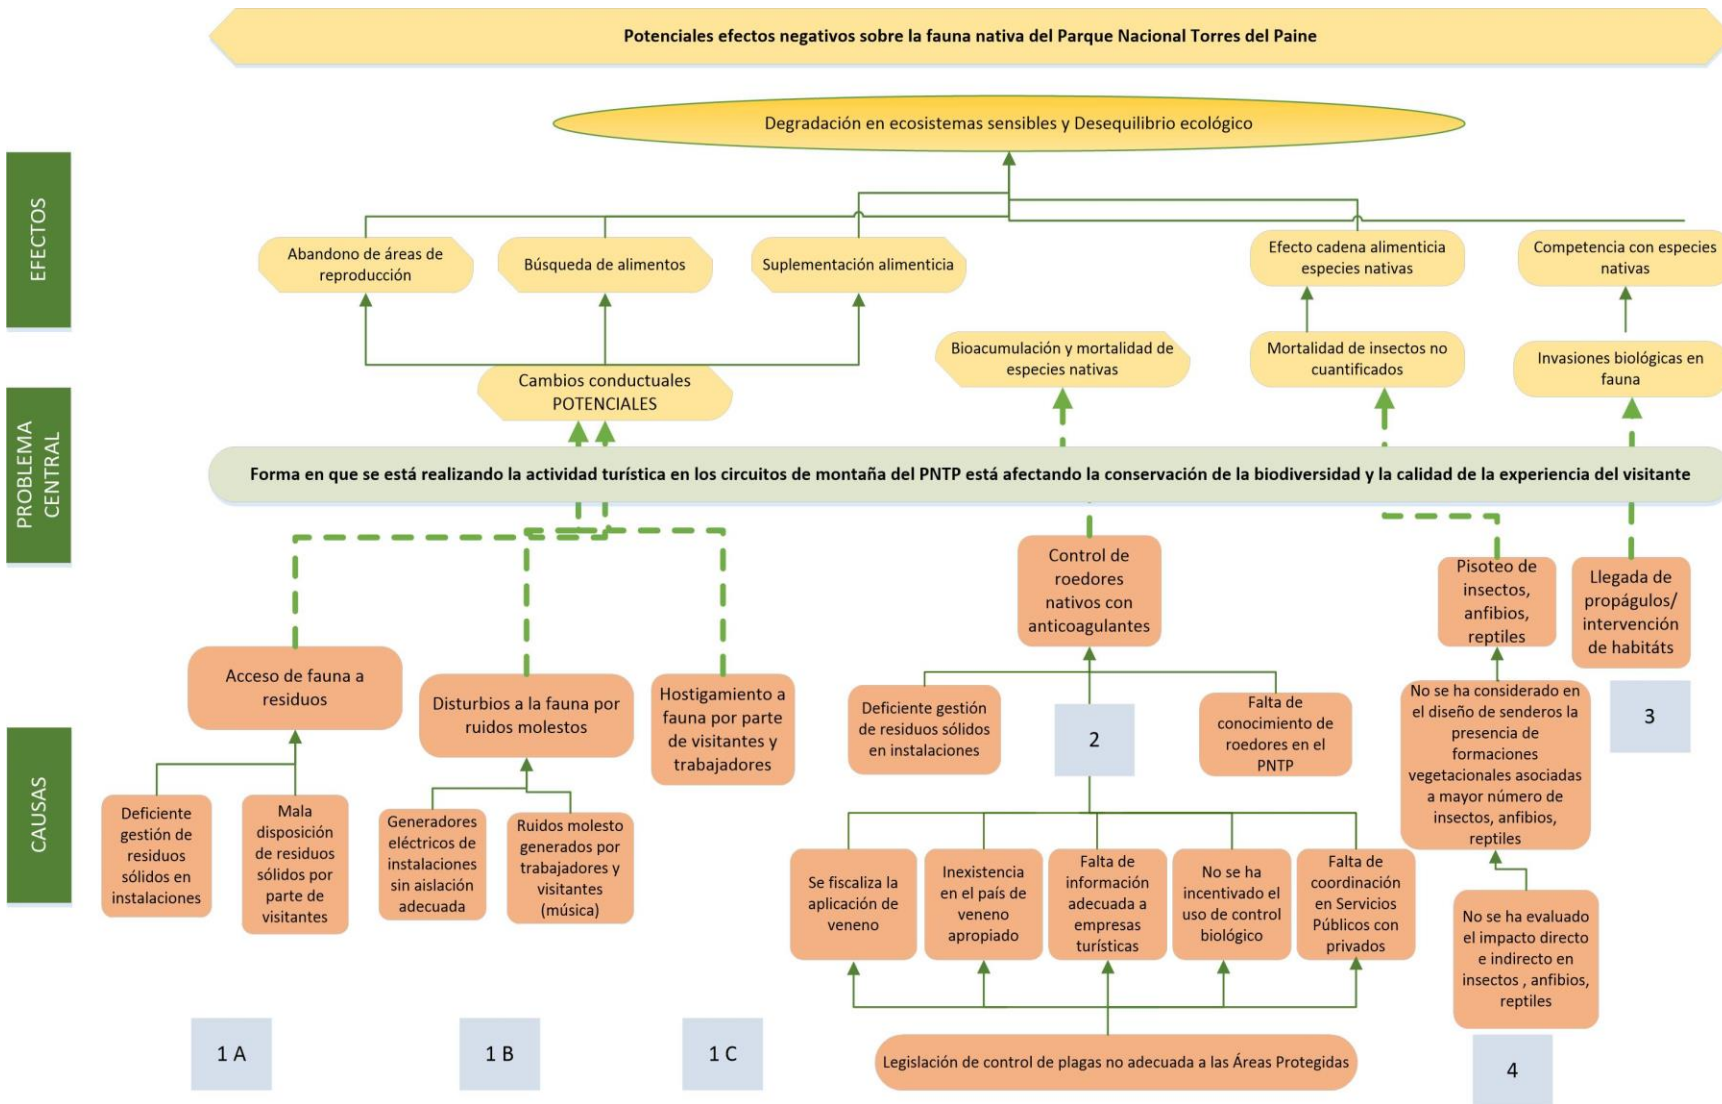 Potenciales efectos negativos sobre la fauna nativa del Parque Nacional Torres del Paine
Degradación en ecosistemas sensibles y Desequilibrio ecológico
EFECTOS
Abandono de áreas de
reproducción
Búsqueda de alimentos
Suplementación alimenticia
Efecto cadena alimenticia
especies nativas
Competencia con especies
nativas
Cambios conductuales
POTENCIALES
Bioacumulación y mortalidad de
especies nativas
Mortalidad de insectos no
cuantificados
Invasiones biológicas en
fauna
PROBLEMA
CENTRAL
Forma en que se está realizando la actividad turística en los circuitos de montaña del PNTP está afectando la conservación de la biodiversidad y la calidad de la experiencia del visitante
Control de
roedores
nativos con
anticoagulantes
Pisoteo de
insectos,
anfibios,
reptiles
Llegada de
propágulos/
intervención
de habitáts
CAUSAS
Acceso de fauna a
residuos
Disturbios a la fauna por
ruidos molestos
Hostigamiento a
fauna por parte
de visitantes y
trabajadores
Deficiente gestión
de residuos sólidos
en instalaciones
2
Falta de
conocimiento de
roedores en el
PNTP
No se ha considerado en
el diseño de senderos la
presencia de
formaciones
vegetacionales asociadas
a mayor número de
insectos, anfibios,
reptiles
3
Deficiente
gestión de
residuos
sólidos en
instalaciones
Mala
disposición
de residuos
sólidos por
parte de
visitantes
Generadores
eléctricos de
instalaciones
sin aislación
adecuada
Ruidos molesto
generados por
trabajadores y
visitantes
(música)
Se fiscaliza la
aplicación de
veneno
Inexistencia
en el país de
veneno
apropiado
Falta de
información
adecuada a
empresas
turísticas
No se ha
incentivado el
uso de control
biológico
Falta de
coordinación
en Servicios
Públicos con
privados
No se ha evaluado
el impacto directo
e indirecto en
insectos , anfibios,
reptiles
1 A
1 B
1 C
Legislación de control de plagas no adecuada a las Áreas Protegidas
4